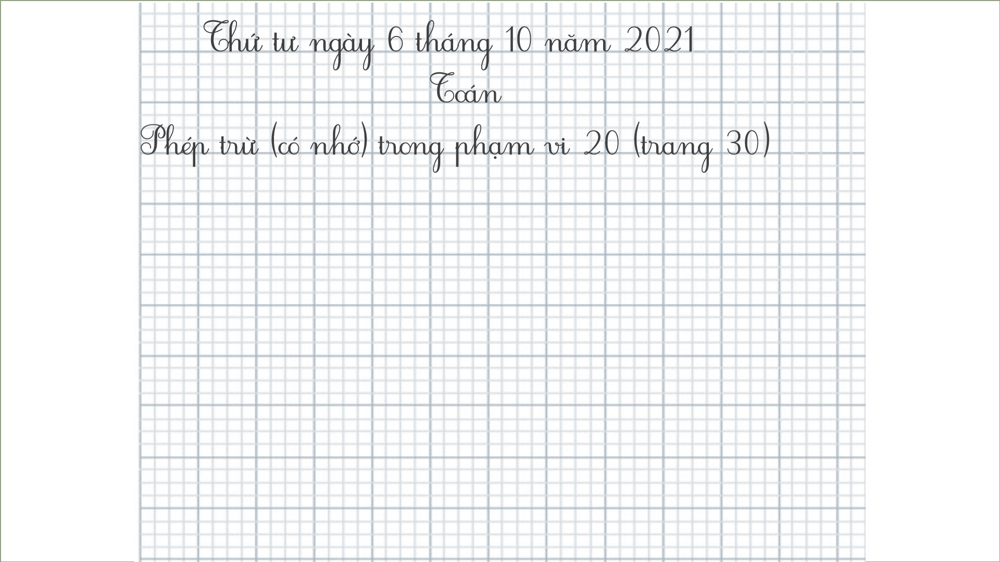 Thứ tư ngày 6 tháng 10 năm 2021
Toán
Phép trừ (có nhớ) trong phạm vi 20 (trang 30)